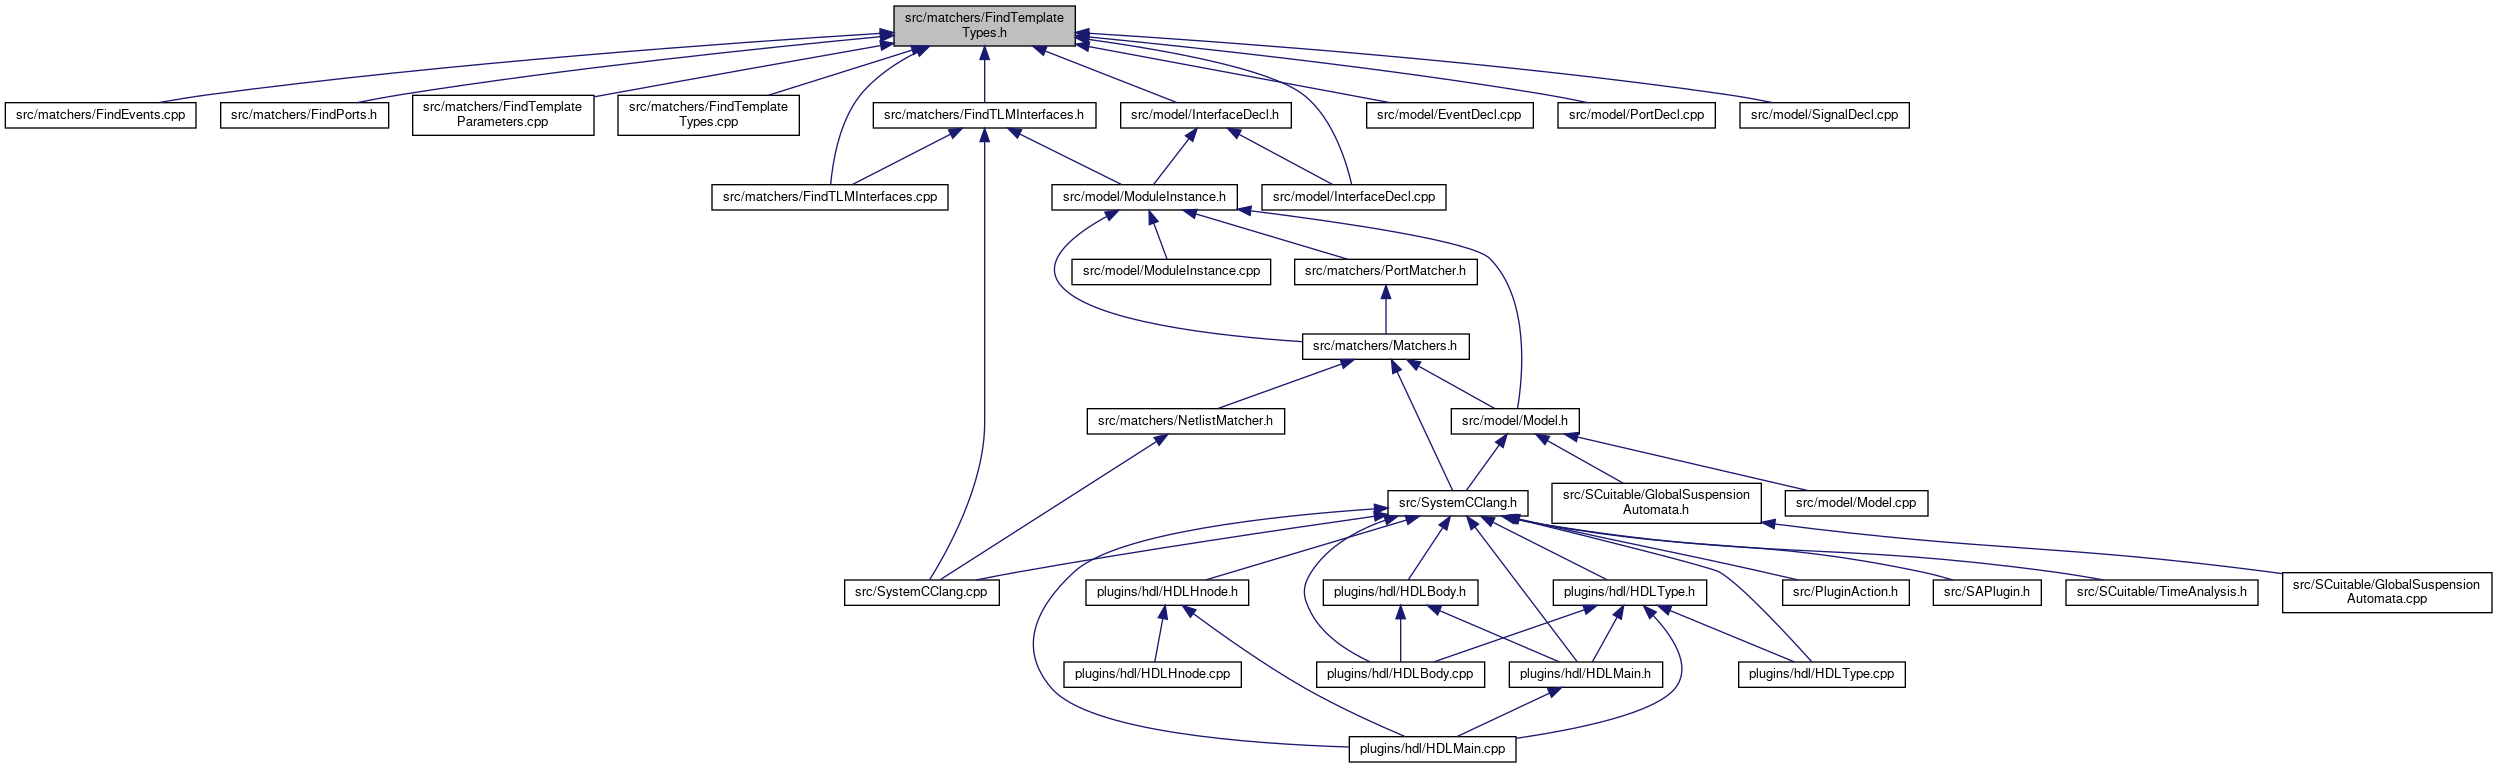 src/matchers/FindTemplate
Types.h
src/matchers/FindEvents.cpp
src/matchers/FindPorts.h
src/matchers/FindTemplate
Parameters.cpp
src/matchers/FindTemplate
Types.cpp
src/matchers/FindTLMInterfaces.h
src/model/InterfaceDecl.h
src/model/EventDecl.cpp
src/model/PortDecl.cpp
src/model/SignalDecl.cpp
src/matchers/FindTLMInterfaces.cpp
src/model/ModuleInstance.h
src/model/InterfaceDecl.cpp
src/model/ModuleInstance.cpp
src/matchers/PortMatcher.h
src/matchers/Matchers.h
src/matchers/NetlistMatcher.h
src/model/Model.h
src/SystemCClang.h
src/SCuitable/GlobalSuspension
Automata.h
src/model/Model.cpp
src/SystemCClang.cpp
plugins/hdl/HDLHnode.h
plugins/hdl/HDLBody.h
plugins/hdl/HDLType.h
src/PluginAction.h
src/SAPlugin.h
src/SCuitable/TimeAnalysis.h
src/SCuitable/GlobalSuspension
Automata.cpp
plugins/hdl/HDLHnode.cpp
plugins/hdl/HDLBody.cpp
plugins/hdl/HDLMain.h
plugins/hdl/HDLType.cpp
plugins/hdl/HDLMain.cpp